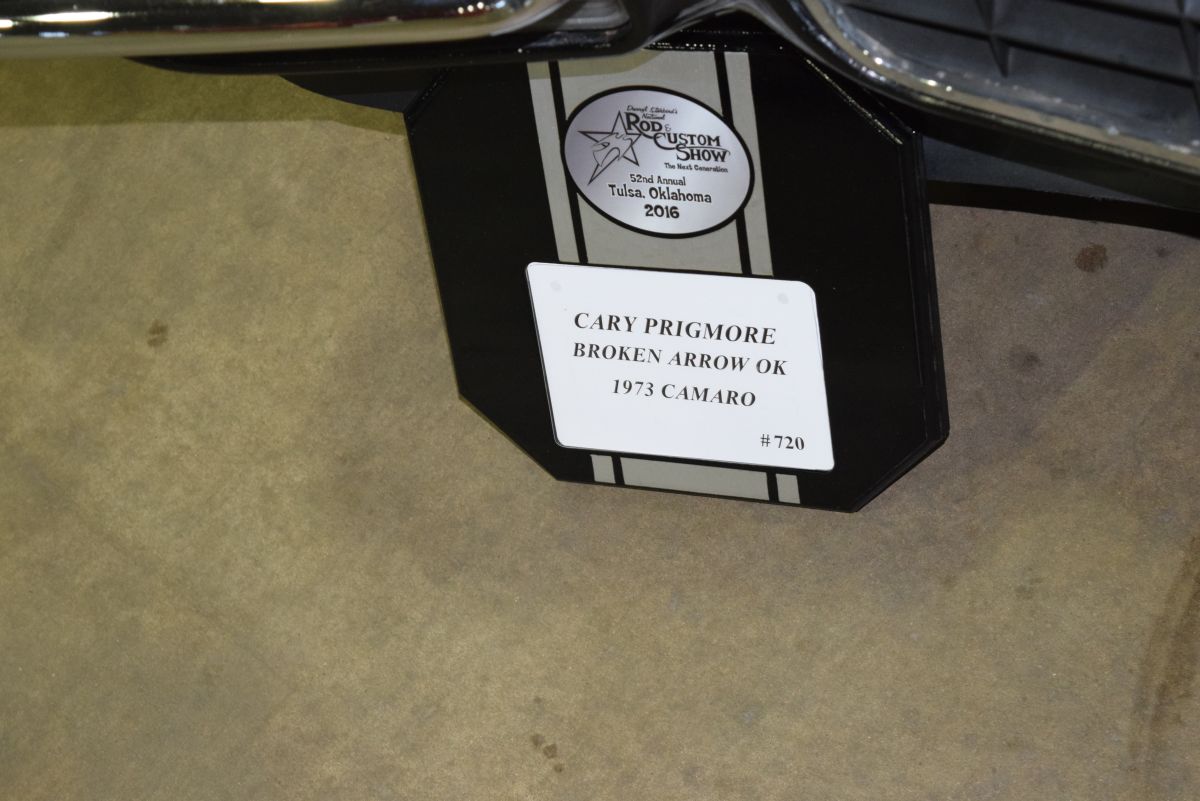 Darryl Starbird's
National
ROD &
CUSTOM
SHOW
The Next Generation
52nd Annual
Tulsa, Oklahoma
2016
CARY PRIGMORE
BROKEN ARROW OK
1973 CAMARO
#720